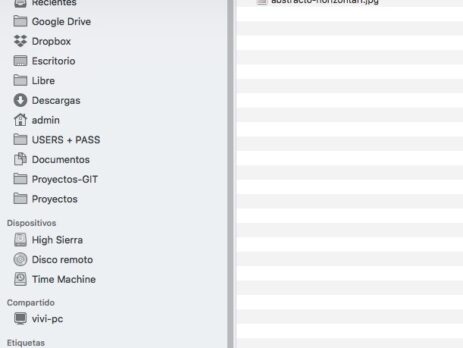 Recientes
abstracto-horizontal1.jpg
Google Drive
Dropbox
Escritorio
Libre
Descargas
admin
USERS + PASS
Documentos
Proyectos-GIT
Proyectos
Dispositivos
High Sierra
Disco remoto
Time Machine
Compartido
vivi-pc
Etiquetas